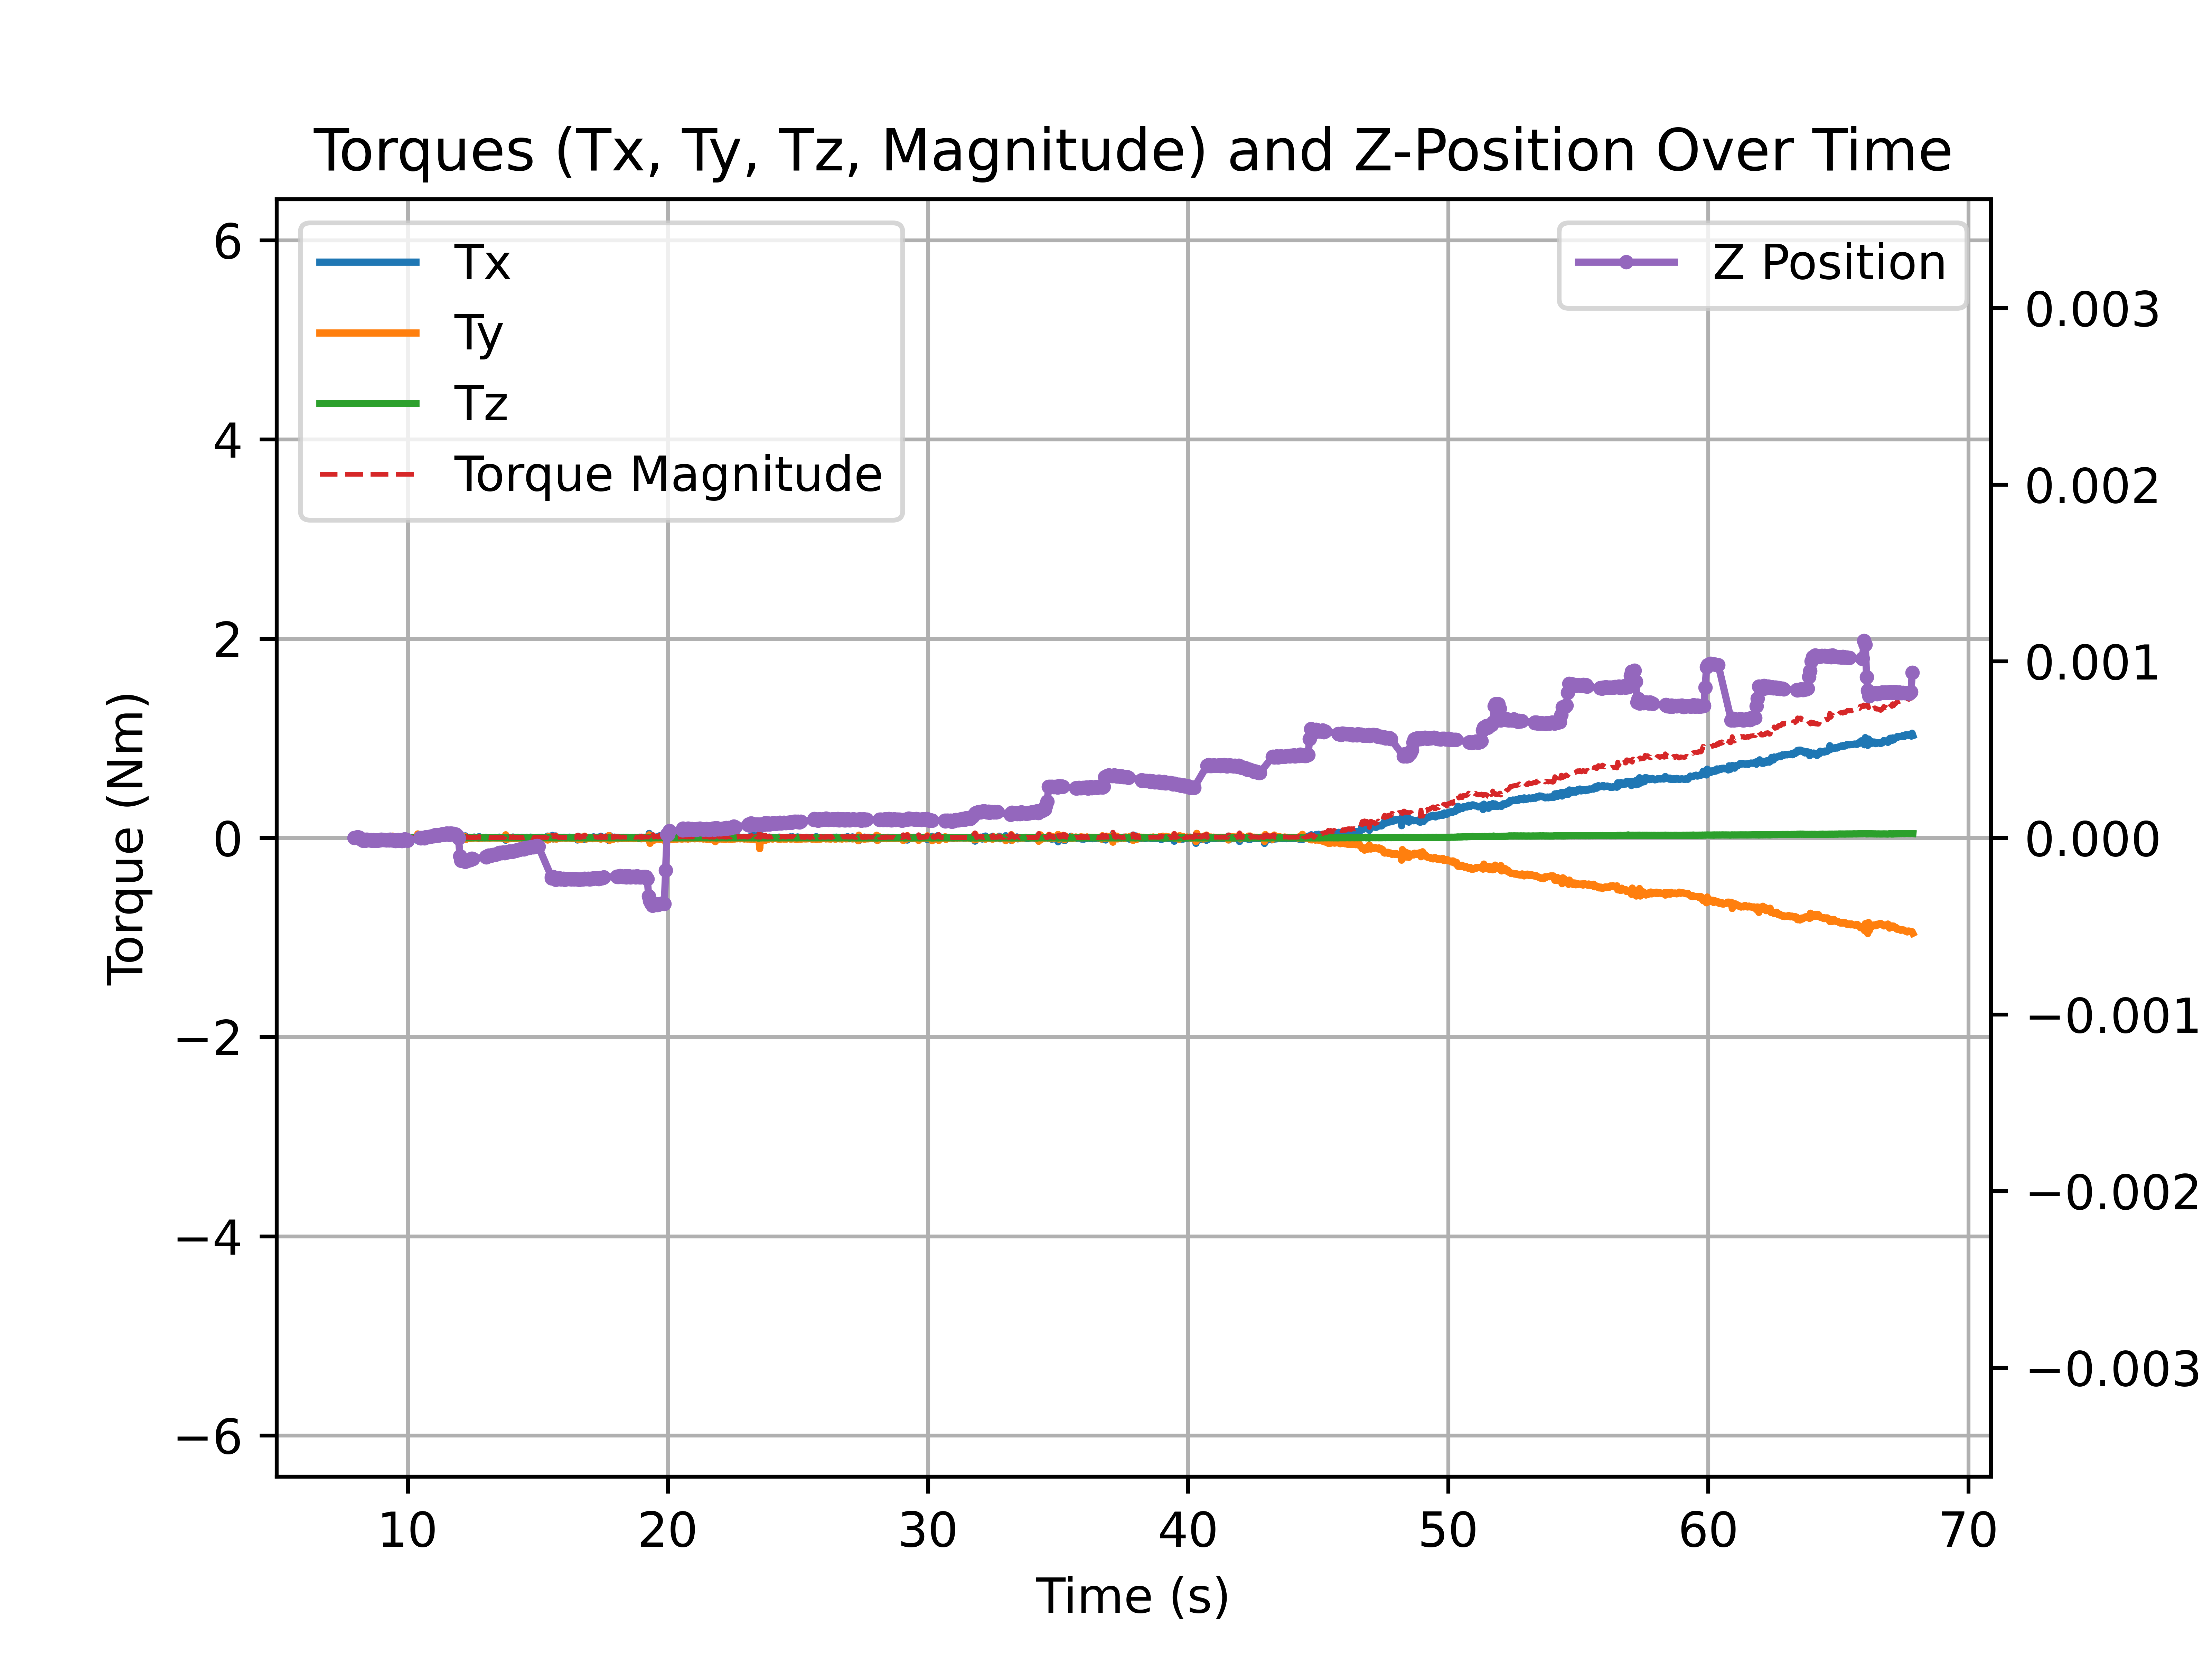 Torques (Tx, Ty, Tz, Magnitude) and Z-Position Over Time
Tx
Ty
Tz
Torque Magnitude
Z Position
6
4
2
0
−2
−4
−6
Torque (Nm)
0.003
0.002
0.001
0.000
−0.001
−0.002
−0.003
10 20 30 40 50 60 70
Time (s)